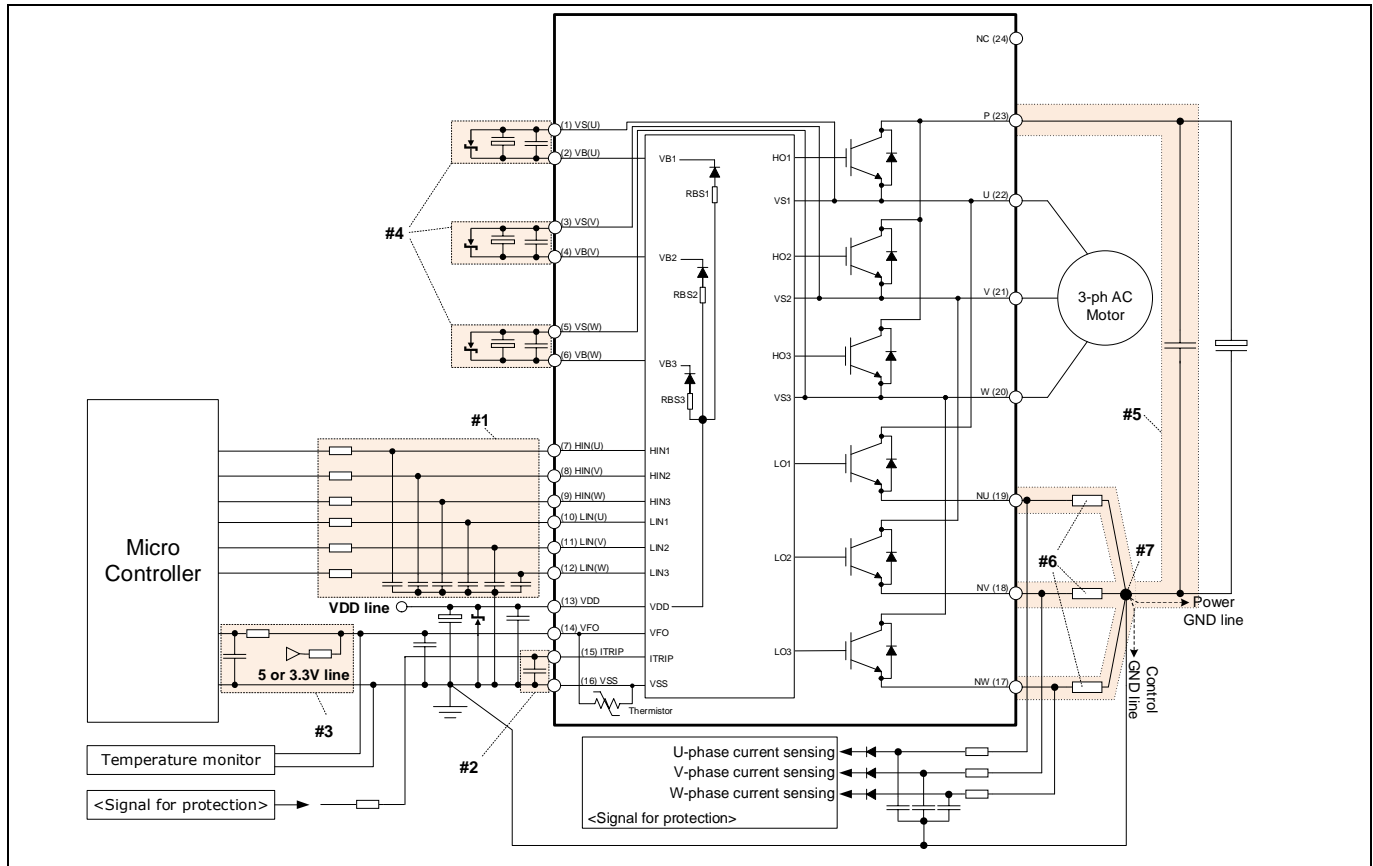 NC (24)
P (23)
U (22)
V (21)
W (20)
NU (19)
NV (18)
NW (17)
(1) VS(U)
(2) VB(U)
(3) VS(V)
(4) VB(V)
(5) VS(W)
(6) VB(W)
(7) HIN(U)
(8) HIN(V)
(9) HIN(W)
(10) LIN(U)
(11) LIN(V)
(12) LIN(W)
(13) VDD
(14) VFO
(15) ITRIP
(16) VSS
VB1
RBS1
VB2
RBS2
VB3
RBS3
HIN1
HIN2
HIN3
LIN1
LIN2
LIN3
VDD
VFO
ITRIP
VSS
Thermistor
HO1
VS1
HO2
VS2
HO3
VS3
LO1
LO2
LO3
3-ph AC
Motor
#4
#1
#5
#6
#7
#3
#2
Micro
Controller
VDD line
5 or 3.3V line
Temperature monitor
<Signal for protection>
Power
GND line
Control
GND line
U-phase current sensing
V-phase current sensing
W-phase current sensing
<Signal for protection>